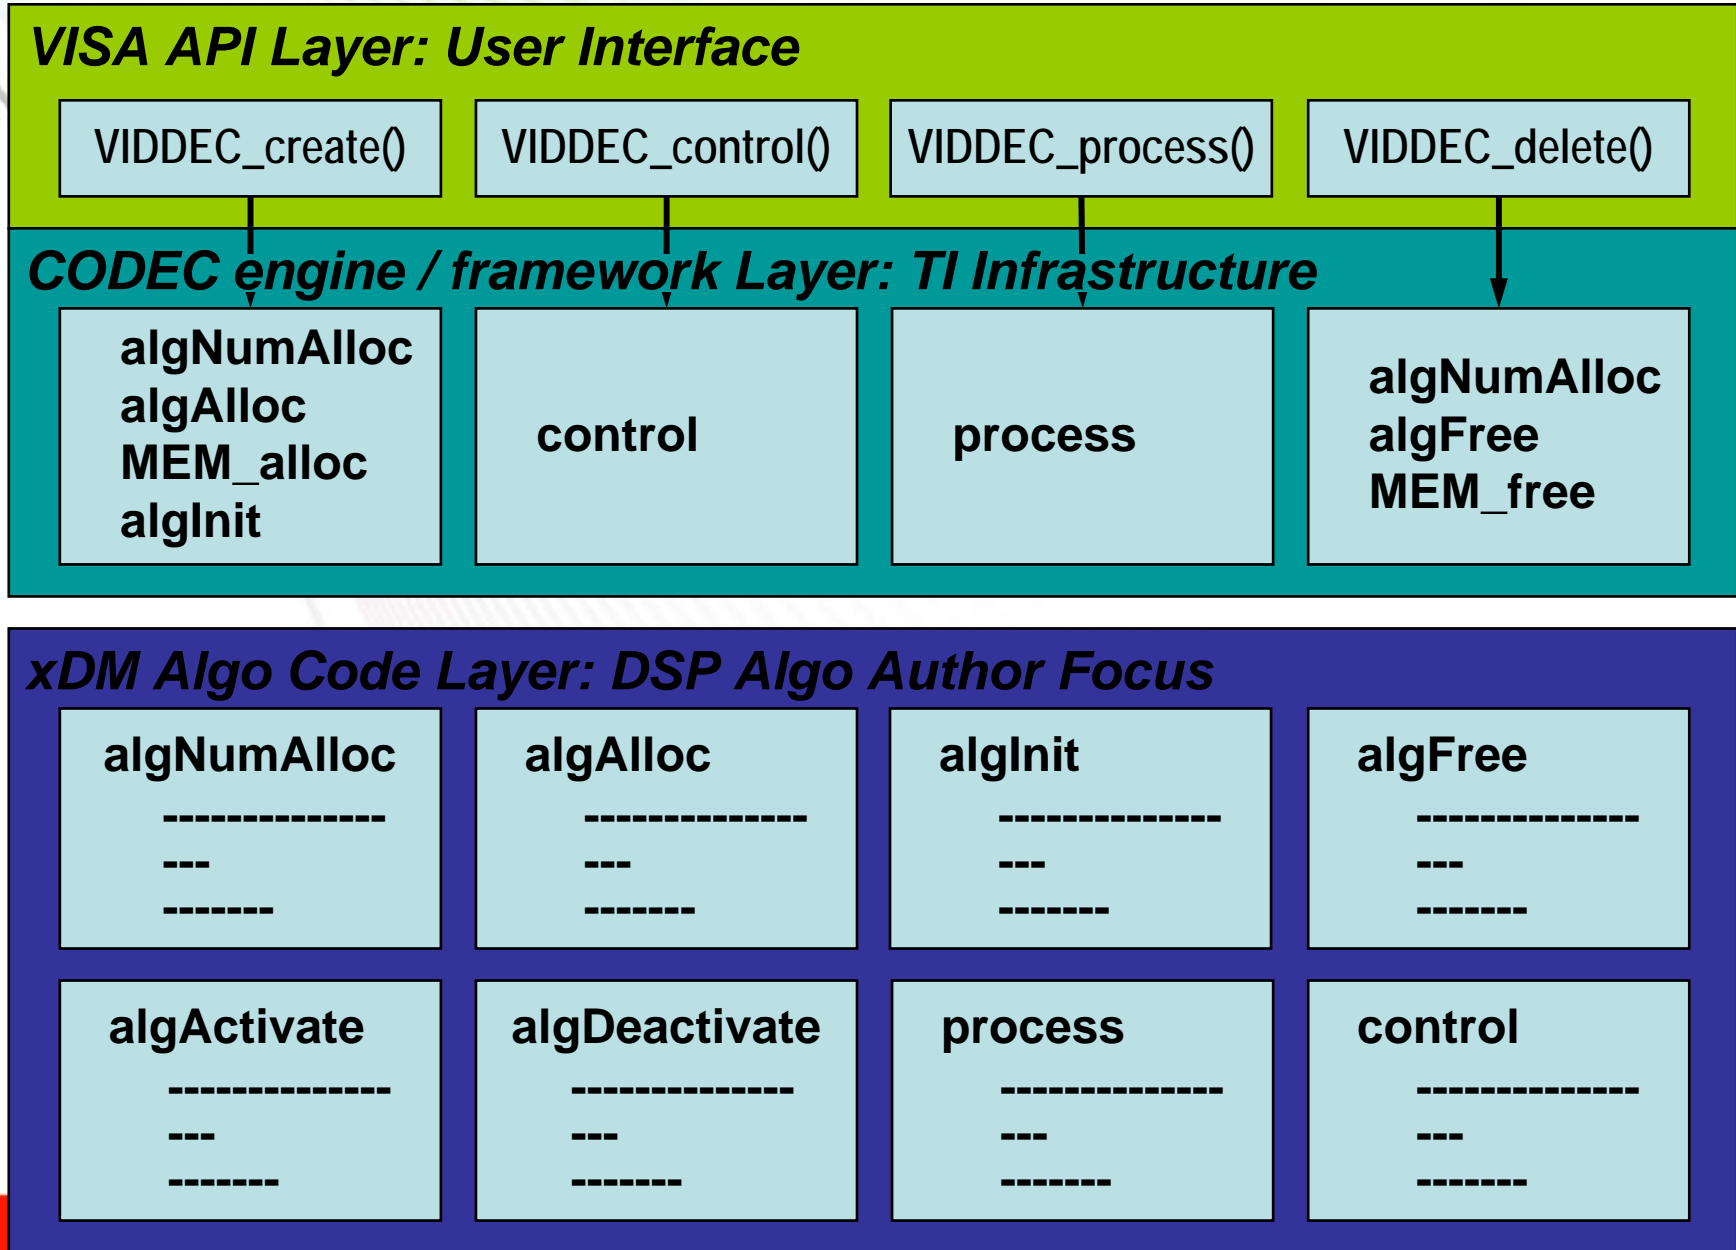 VISA API Layer: User Interface
VIDDEC_create()
VIDDEC_control()
VIDDEC_process()
VIDDEC_delete()
CODEC engine / framework Layer: TI Infrastructure
algNumAlloc
algAlloc
MEM_alloc
algInit
control
process
algNumAlloc
algFree
MEM_free
xDM Algo Code Layer: DSP Algo Author Focus
algNumAlloc
--------------
---
-------
algAlloc
--------------
---
-------
algInit
--------------
---
-------
algFree
--------------
---
-------
algActivate
--------------
---
-------
algDeactivate
--------------
---
-------
process
--------------
---
-------
control
--------------
---
-------